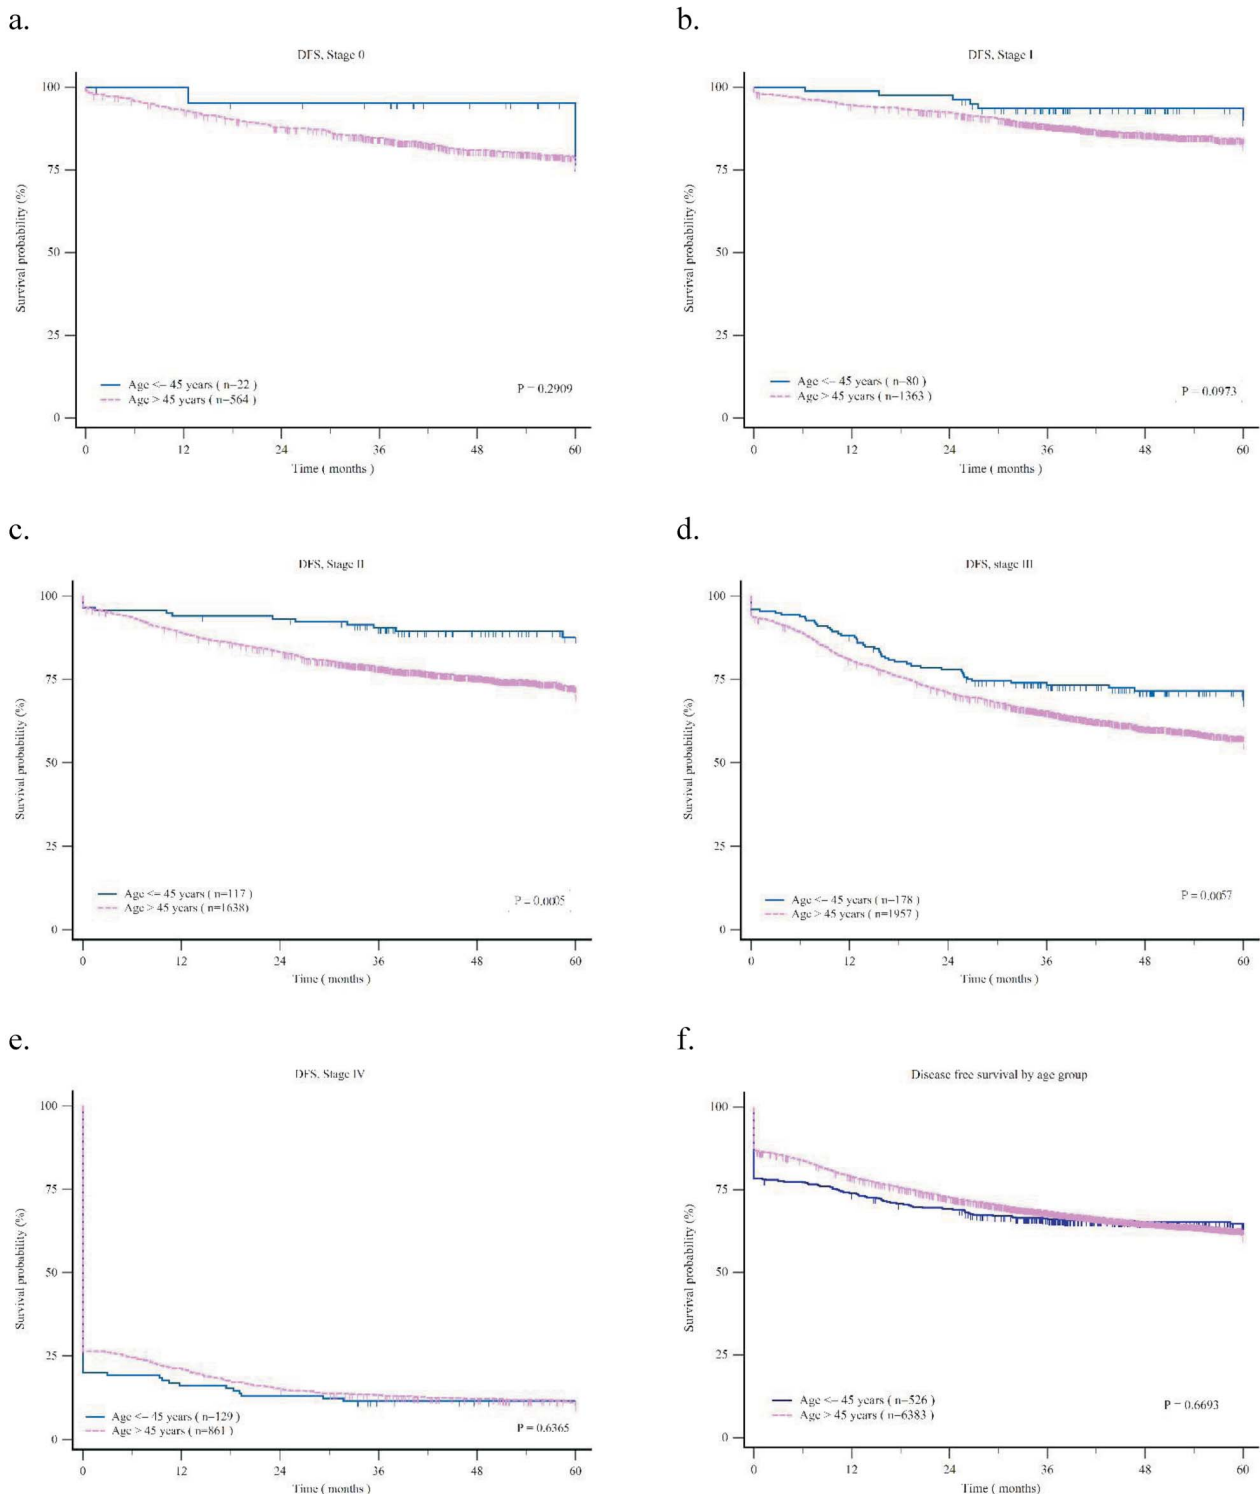 a.
DFS, Stage 0
Survival probability (%)
100
75
50
25
0
Age <= 45 years ( n=22 )
Age > 45 years ( n=564 )
P = 0.2909
0 12 24 36 48 60
Time ( months )
b.
DFS, Stage I
Survival probability (%)
100
75
50
25
0
Age <= 45 years ( n=80 )
Age > 45 years ( n=1363 )
P = 0.0973
0 12 24 36 48 60
Time ( months )
c.
DFS, Stage II
Survival probability (%)
100
75
50
25
0
Age <= 45 years ( n=117 )
Age > 45 years ( n=1638)
P = 0.0005
0 12 24 36 48 60
Time ( months )
d.
DFS, stage III
Survival probability (%)
100
75
50
25
0
Age <= 45 years ( n=178 )
Age > 45 years ( n=1957 )
P = 0.0057
0 12 24 36 48 60
Time ( months )
e.
DFS, Stage IV
Survival probability (%)
100
75
50
25
0
Age <= 45 years ( n=129 )
Age > 45 years ( n=861 )
P = 0.6365
0 12 24 36 48 60
Time ( months )
f.
Disease free survival by age group
Survival probability (%)
100
75
50
25
0
Age <= 45 years ( n=526 )
Age > 45 years ( n=6383 )
P = 0.6693
0 12 24 36 48 60
Time ( months)